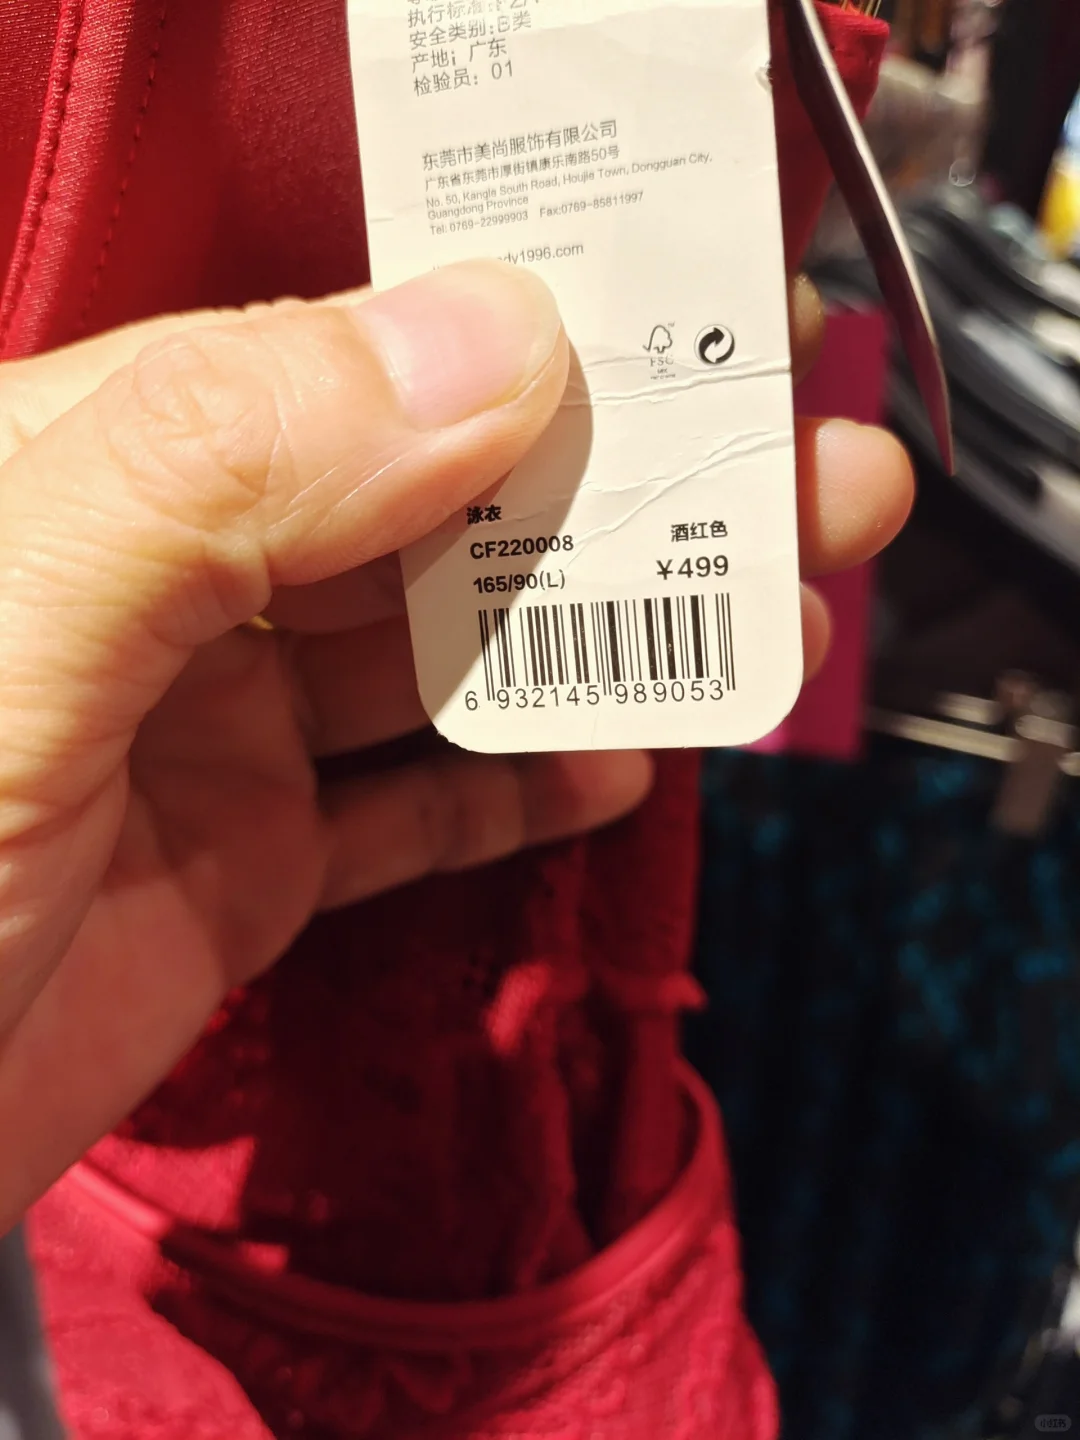 执行标准:FZ/
安全类别:B类
产地: 广东
检验员: 01
东莞市美尚服饰有限公司
广东省东莞市厚街镇康乐南路50号
No. 50, Kangle South Road, Houjie Town, Dongguan City,
Guangdong Province
Tel: 0769-22999903 Fax:0769-85811997
dy1996.com
FSC
泳衣
CF220008 酒红色
165/90(L) ¥499
6 932145 989053
小红书